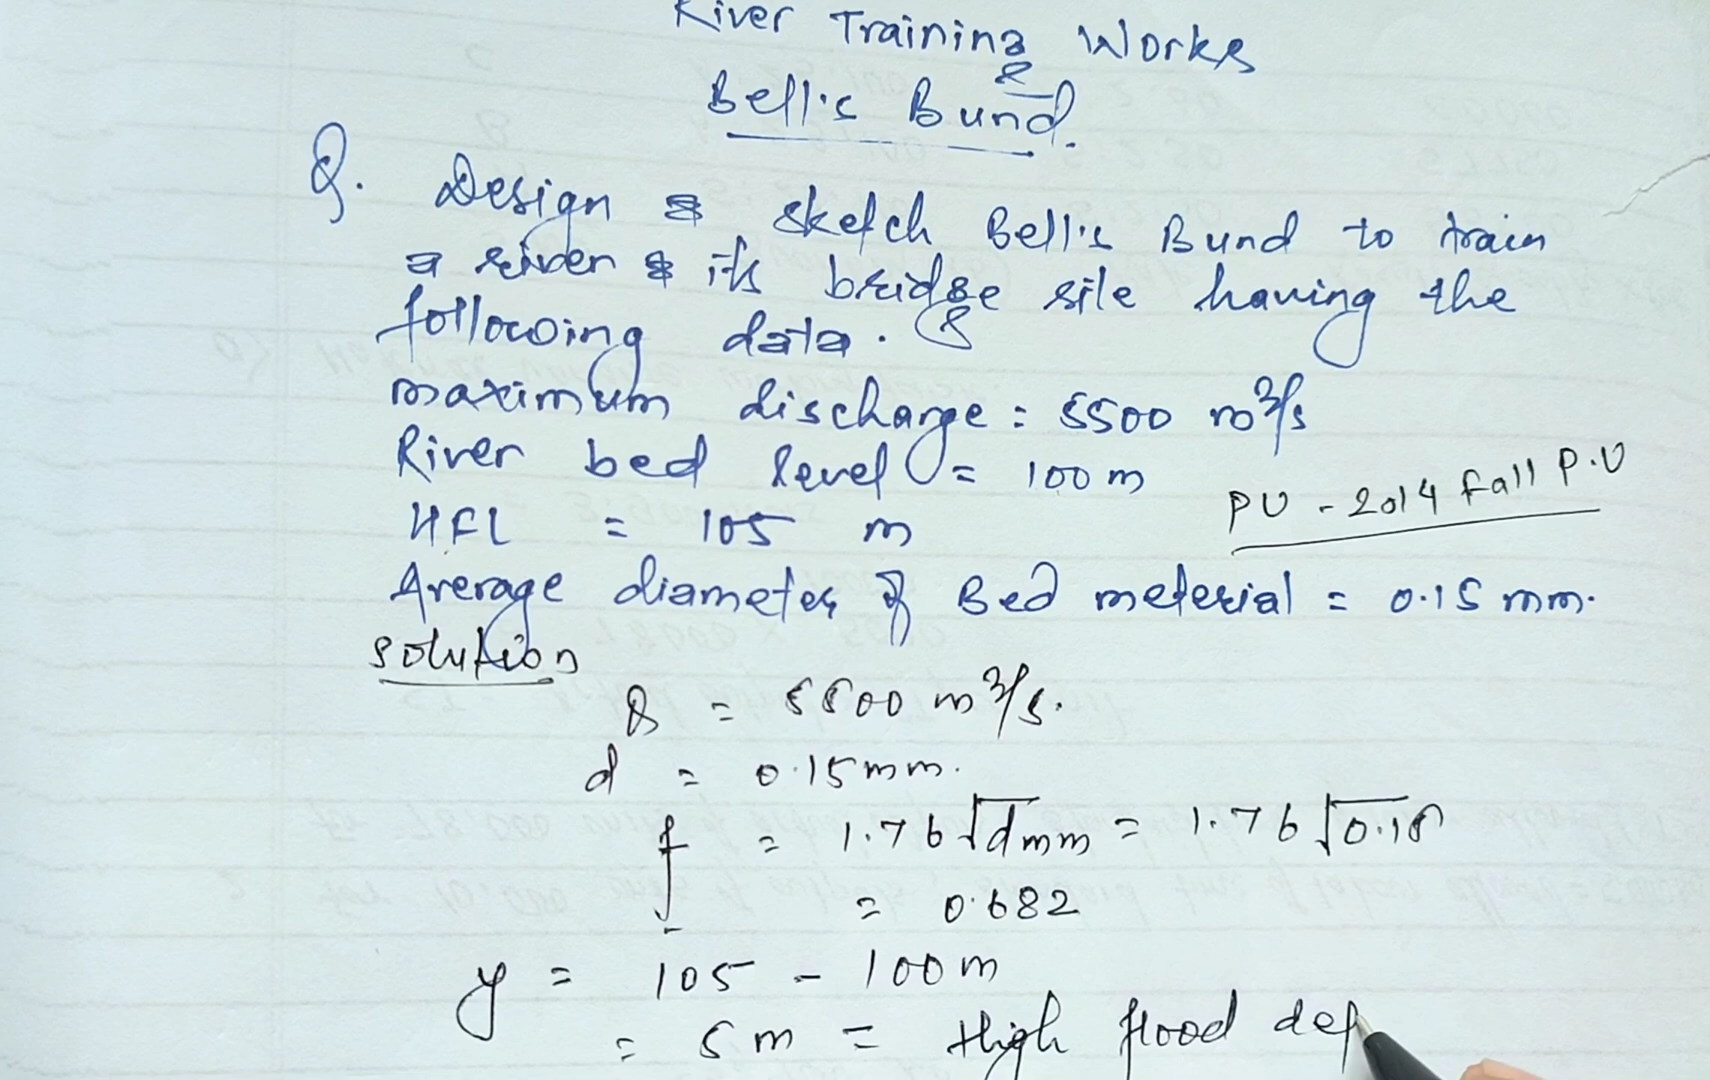 River Training Works
Bell's Bund.
Q. Design & sketch Bell's Bund to train
a river & its bridge site having the
following data.
maximum discharge = 5500 m³/s
River bed level = 100 m
HFL = 105 m
PU - 2014 Fall P.U
Average diameter of Bed meterial = 0.15 mm.
solution
Q = 5500 m³/s.
d = 0.15mm.
f = 1.76 √dmm = 1.76 √0.15
= 0.682
y = 105 - 100m
= 5m = High flood dep